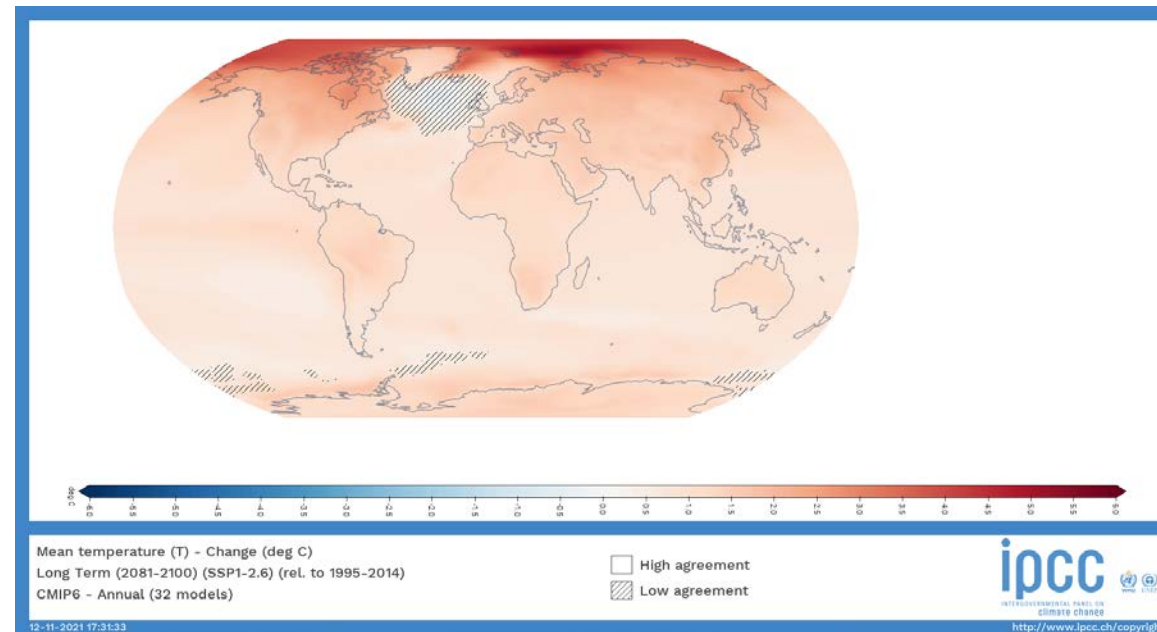 deg C
-6.0 -5.5 -5.0 -4.5 -4.0 -3.5 -3.0 -2.5 -2.0 -1.5 -1.0 -0.5 0.0 0.5 1.0 1.5 2.0 2.5 3.0 3.5 4.0 4.5 5.0 5.5 6.0
Mean temperature (T) - Change (deg C)
Long Term (2081-2100) (SSP1-2.6) (rel. to 1995-2014)
CMIP6 - Annual (32 models)
High agreement
Low agreement
ipcc
INTERGOVERNMENTAL PANEL ON
climate change
12-11-2021 17:31:33
http://www.ipcc.ch/copyrigh